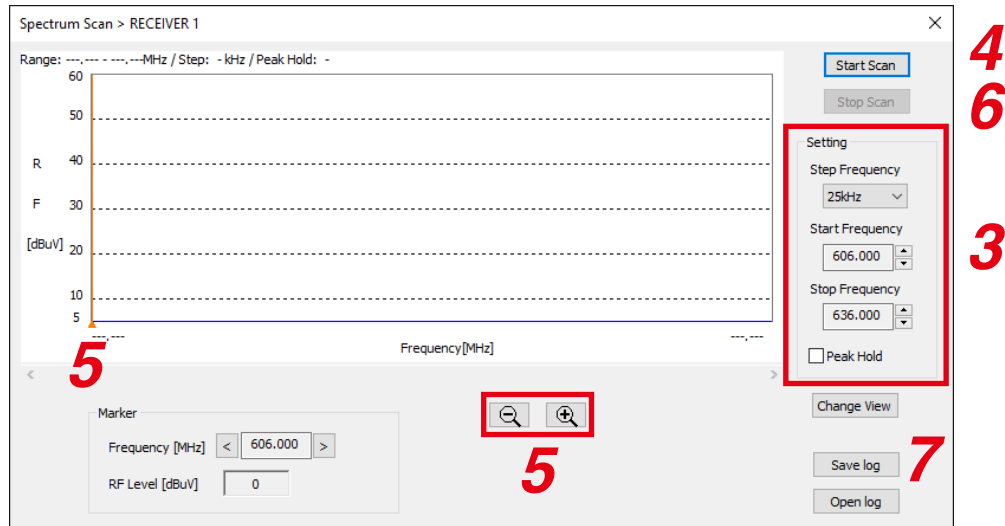 Spectrum Scan > RECEIVER 1
Range: ---.--- - ---.---MHz / Step: - kHz / Peak Hold: -
60
50
R
40
F
30
[dBuV]
20
10
5
---.---
Frequency[MHz]
---.---
5
Start Scan
4
Stop Scan
6
Setting
Step Frequency
25kHz
Start Frequency
606.000
3
Stop Frequency
636.000
Peak Hold
Marker
Frequency [MHz] < 606.000 >
RF Level [dBuV] 0
5
Change View
Save log
7
Open log